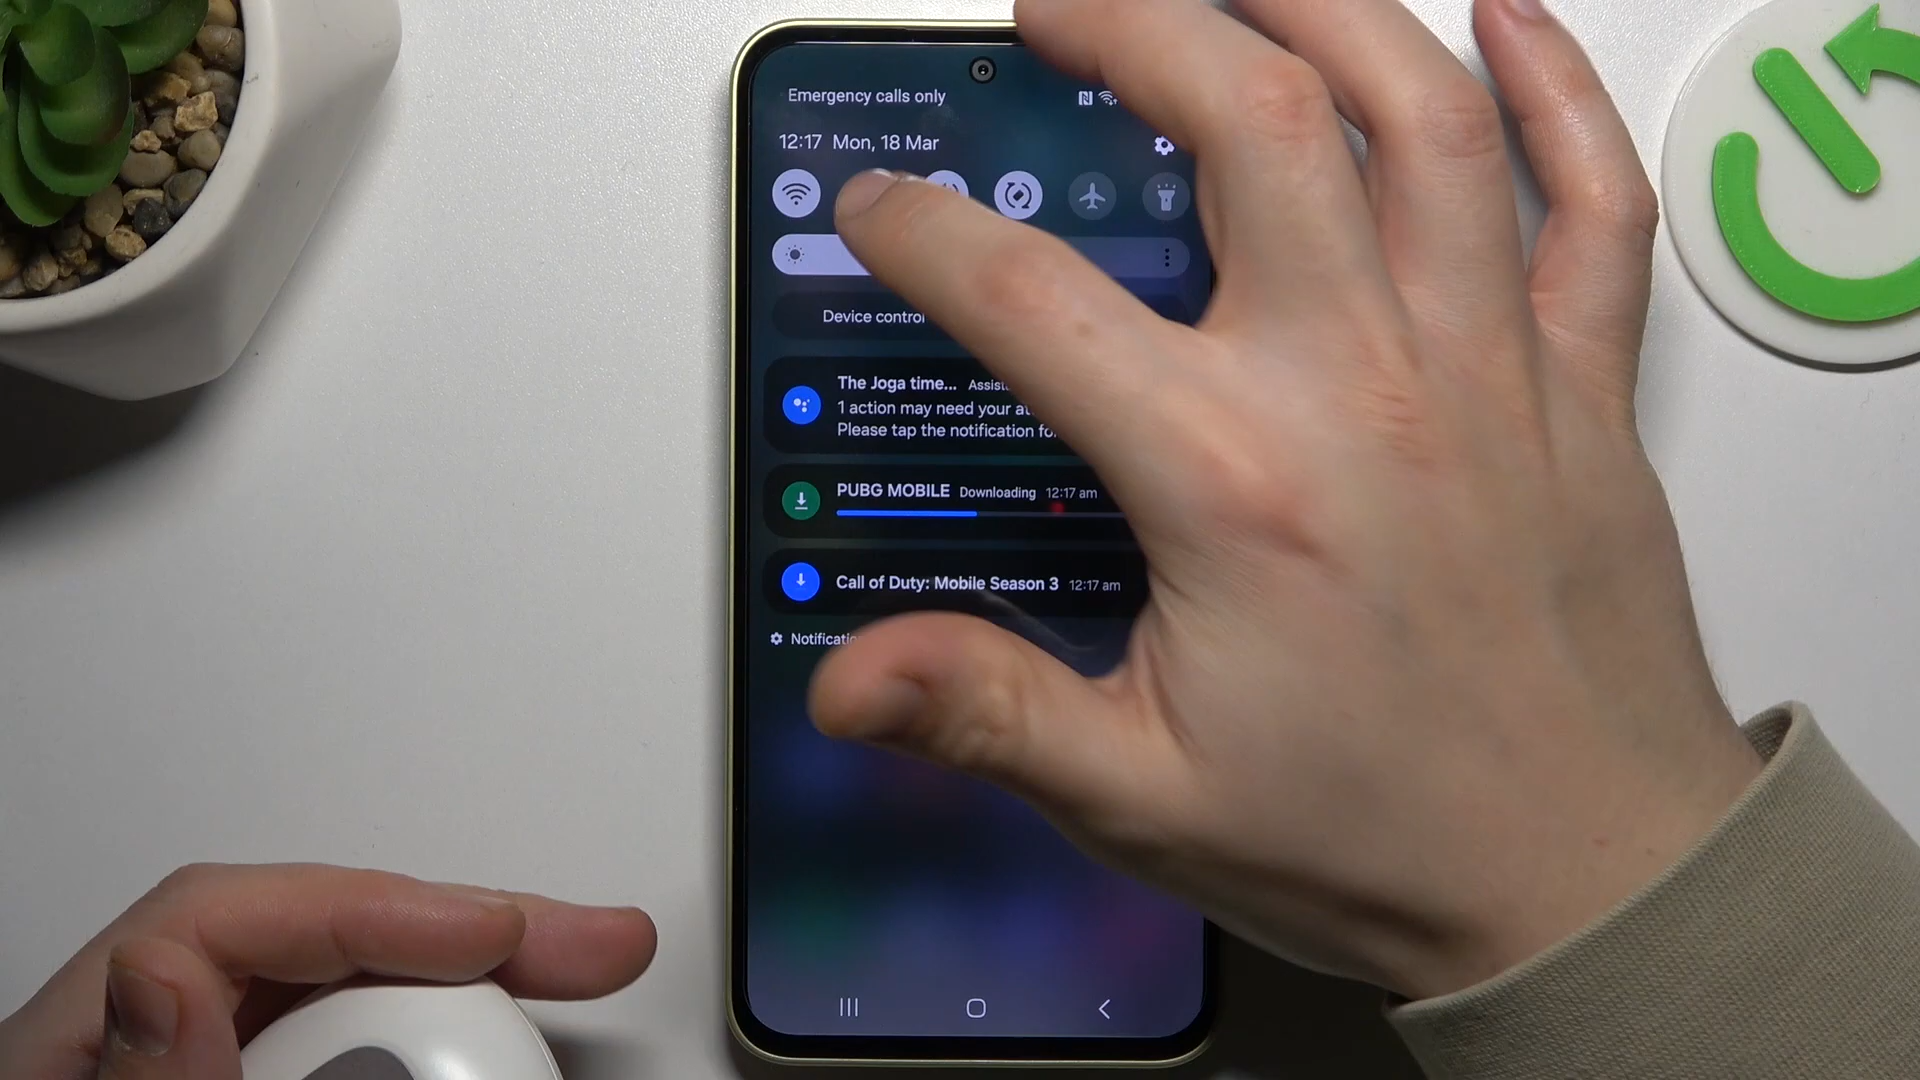 Emergency calls only
12:17 Mon, 18 Mar
Device control
The Joga time... Assist
1 action may need your
Please tap the notification
PUBG MOBILE Downloading 12:17 am
Call of Duty: Mobile Season 3 12:17 am